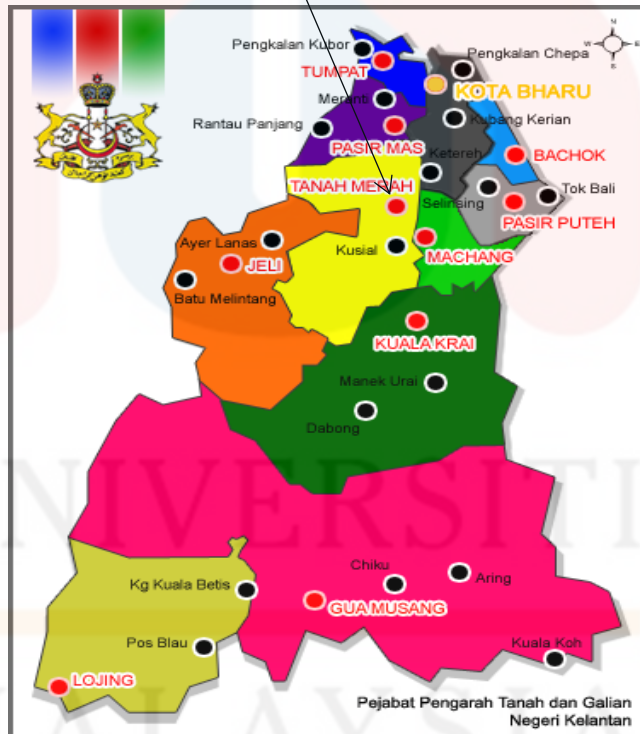 N
W E
S
Pengkalan Kubor
Pengkalan Chepa
TUMPAT
KOTA BHARU
Meranti
Kubang Kerian
Rantau Panjang
PASIR MAS
Ketereh
BACHOK
TANAH MERAH
Selinsing
Tok Bali
PASIR PUTEH
Ayer Lanas
Kusial
MACHANG
JELI
Batu Melintang
KUALA KRAI
Manek Urai
Dabong
UNIVERSITI
Chiku
Aring
Kg Kuala Betis
GUA MUSANG
Pos Blau
Kuala Koh
LOJING
Pejabat Pengarah Tanah dan Galian
Negeri Kelantan
MALAYSIA